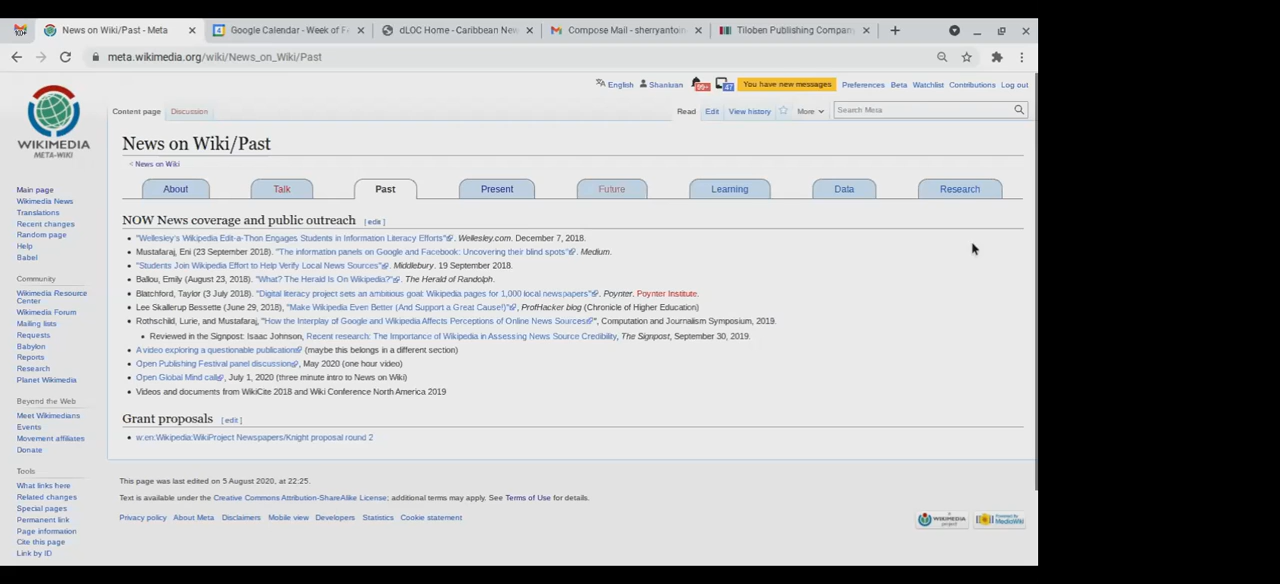 News on Wiki/Past - Meta
Google Calendar - Week of F
dLOC Home - Caribbean New
Compose Mail - sherryantoin
Tiloben Publishing Company
meta.wikimedia.org/wiki/News_on_Wiki/Past
English Shanluan 99+ 47 You have new messages Preferences Beta Watchlist Contributions Log out
Content page Discussion Read Edit View history More Search Meta
WIKIMEDIA
META-WIKI
Main page
Wikimedia News
Translations
Recent changes
Random page
Help
Babel
Community
Wikimedia Resource
Center
Wikimedia Forum
Mailing lists
Requests
Babylon
Reports
Research
Planet Wikimedia
Beyond the Web
Meet Wikimedians
Events
Movement affiliates
Donate
Tools
What links here
Related changes
Special pages
Permanent link
Page information
Cite this page
Link by ID
News on Wiki/Past
< News on Wiki
About Talk Past Present Future Learning Data Research
NOW News coverage and public outreach [ edit ]
"Wellesley's Wikipedia Edit-a-Thon Engages Students in Information Literacy Efforts". Wellesley.com. December 7, 2018.
Mustafaraj, Eni (23 September 2018). "The information panels on Google and Facebook: Uncovering their blind spots". Medium.
"Students Join Wikipedia Effort to Help Verify Local News Sources". Middlebury. 19 September 2018.
Ballou, Emily (August 23, 2018). "What? The Herald Is On Wikipedia?". The Herald of Randolph.
Blatchford, Taylor (3 July 2018). "Digital literacy project sets an ambitious goal: Wikipedia pages for 1,000 local newspapers". Poynter. Poynter Institute.
Lee Skallerup Bessette (June 29, 2018), "Make Wikipedia Even Better (And Support a Great Cause!)", ProfHacker blog (Chronicle of Higher Education)
Rothschild, Lurie, and Mustafaraj, "How the Interplay of Google and Wikipedia Affects Perceptions of Online News Sources", Computation and Journalism Symposium, 2019.
Reviewed in the Signpost: Isaac Johnson, Recent research: The Importance of Wikipedia in Assessing News Source Credibility, The Signpost, September 30, 2019.
A video exploring a questionable publication (maybe this belongs in a different section)
Open Publishing Festival panel discussion, May 2020 (one hour video)
Open Global Mind call, July 1, 2020 (three minute intro to News on Wiki)
Videos and documents from WikiCite 2018 and Wiki Conference North America 2019
Grant proposals [ edit ]
w:en:Wikipedia:WikiProject Newspapers/Knight proposal round 2
This page was last edited on 5 August 2020, at 22:25.
Text is available under the Creative Commons Attribution-ShareAlike License; additional terms may apply. See Terms of Use for details.
Privacy policy About Meta Disclaimers Mobile view Developers Statistics Cookie statement
WIKIMEDIA project
Powered by MediaWiki